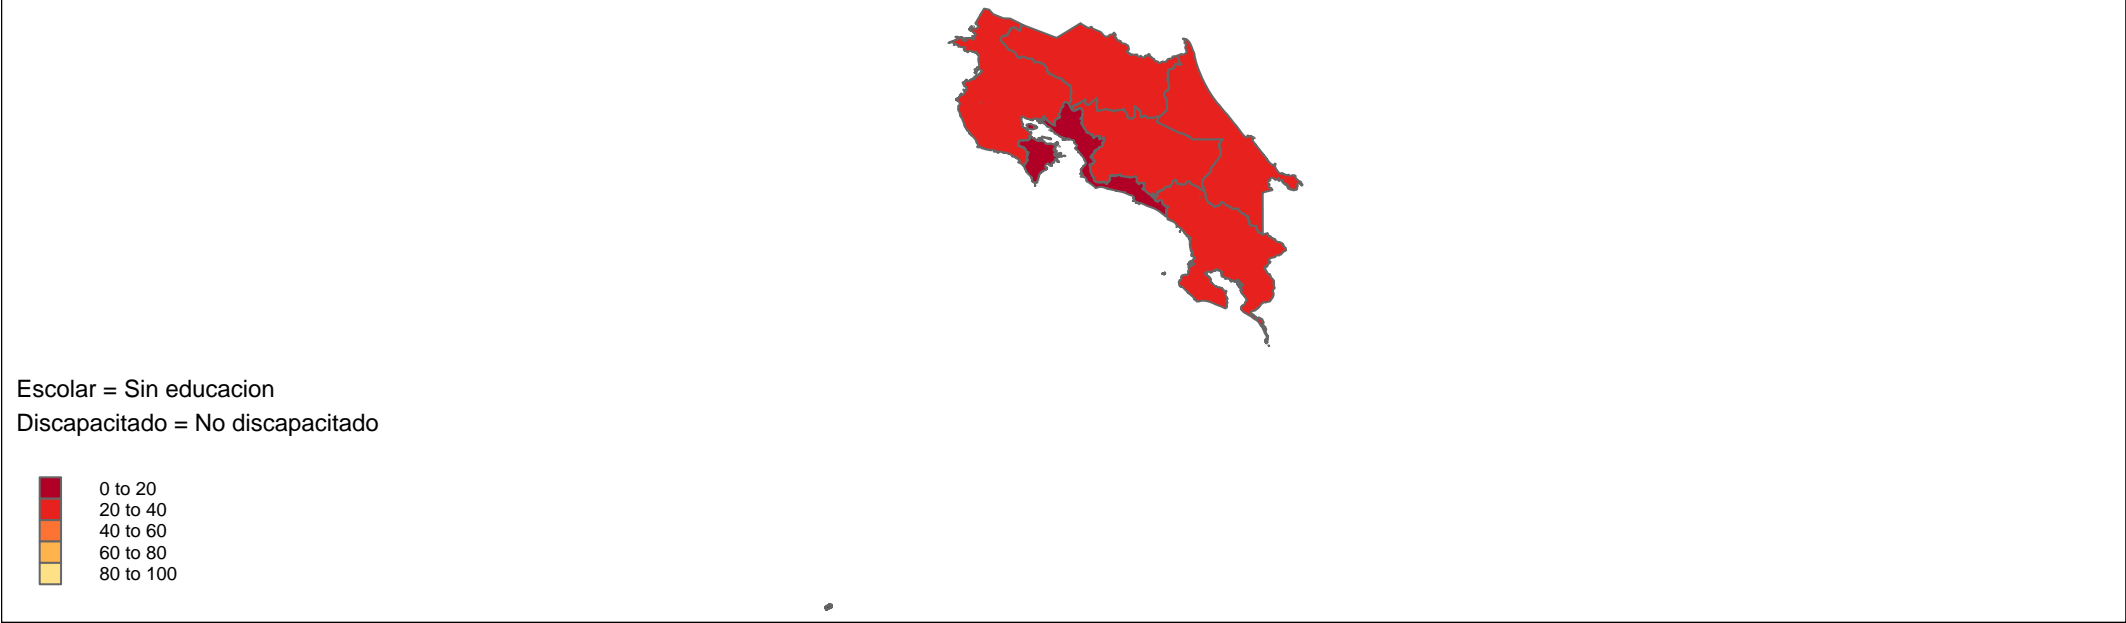 Escolar = Sin educacion
Discapacitado = No discapacitado
0 to 20
20 to 40
40 to 60
60 to 80
80 to 100